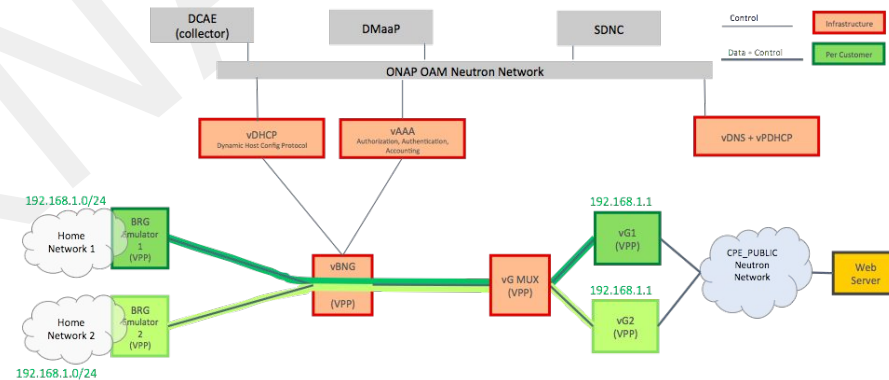 DCAE
(collector)
DMaaP
SDNC
Control
Infrastructure
Data + Control
Per Customer
ONAP OAM Neutron Network
vDHCP
Dynamic Host Config Protocol
vAAA
Authorization, Authentication,
Accounting
vDNS + vPDHCP
192.168.1.0/24
192.168.1.1
Home
Network 1
BRG
Emulator
1
(VPP)
vBNG
(VPP)
vG MUX
(VPP)
vG1
(VPP)
CPE_PUBLIC
Neutron
Network
Web
Server
192.168.1.1
Home
Network 2
BRG
Emulator
2
(VPP)
vG2
(VPP)
192.168.1.0/24